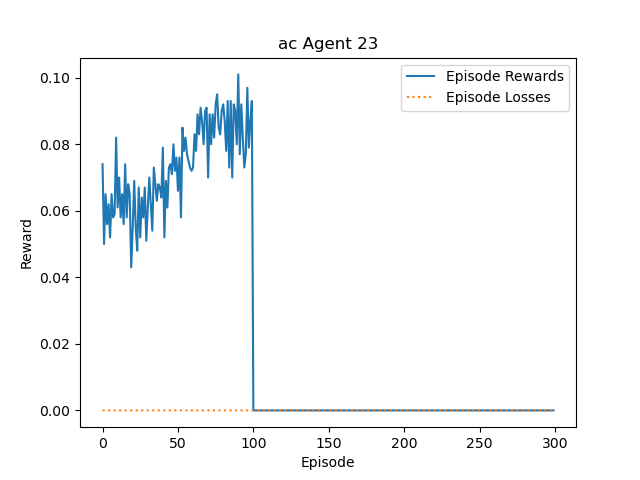 ac Agent 23
Episode Rewards
Episode Losses
0.10
0.08
0.06
0.04
0.02
0.00
Reward
0 50 100 150 200 250 300
Episode